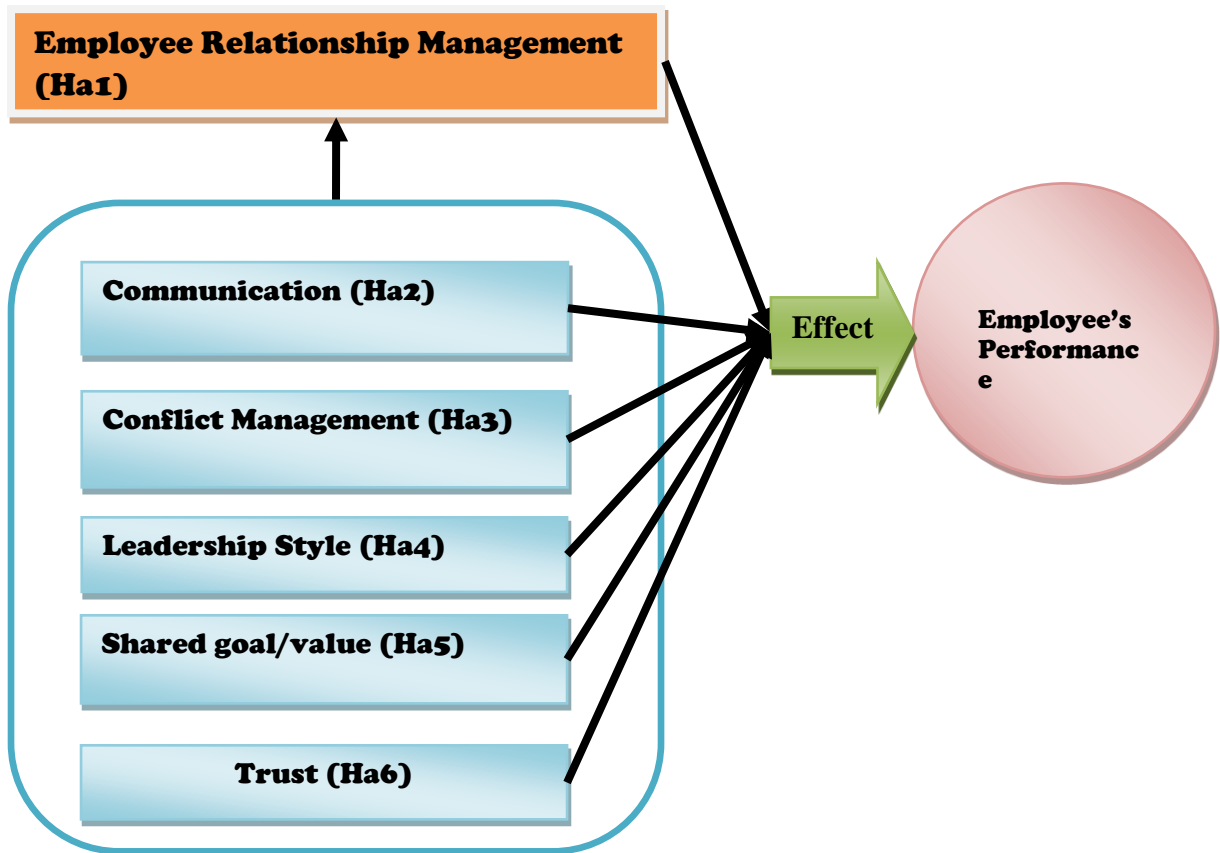 Employee Relationship Management
(Ha1)
Communication (Ha2)
Conflict Management (Ha3)
Leadership Style (Ha4)
Shared goal/value (Ha5)
Trust (Ha6)
Effect
Employee’s
Performanc
e